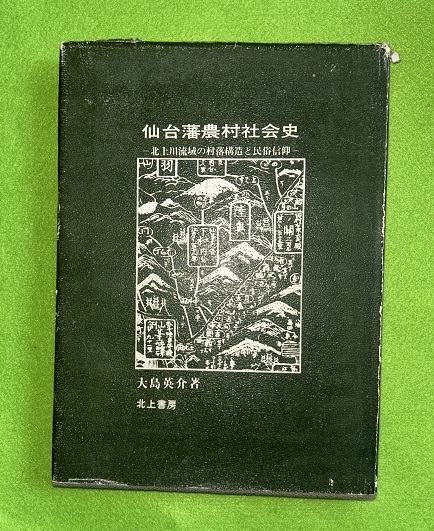 仙台藩農村社会史
―北上川流域の村落構造と民俗信仰―
羽
大島英介著
北上書房